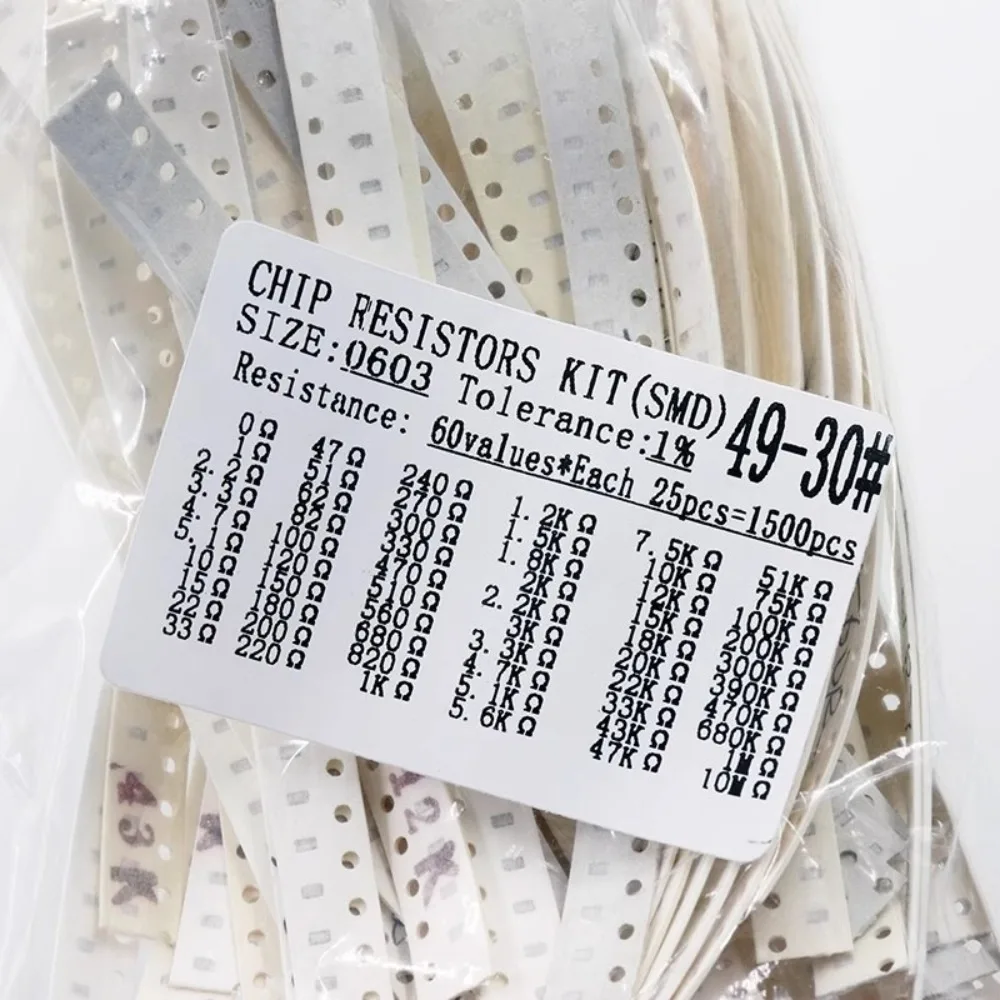 CHIP RESISTORS KIT(SMD) 49-30#
SIZE:0603 Tolerance:1%
Resistance: 60values*Each 25pcs=1500pcs
0Ω 47Ω 240Ω 1.2KΩ 7.5KΩ 51KΩ
1Ω 51Ω 270Ω 1.5KΩ 10KΩ 75KΩ
2.2Ω 62Ω 300Ω 1.8KΩ 12KΩ 100KΩ
3.3Ω 82Ω 330Ω 2KΩ 15KΩ 200KΩ
4.7Ω 100Ω 470Ω 2.2KΩ 18KΩ 300KΩ
5.1Ω 120Ω 510Ω 3KΩ 20KΩ 390KΩ
10Ω 150Ω 560Ω 3.3KΩ 22KΩ 470KΩ
15Ω 180Ω 680Ω 4.7KΩ 33KΩ 680KΩ
22Ω 200Ω 820Ω 5.1KΩ 43KΩ 1MΩ
33Ω 220Ω 1KΩ 5.6KΩ 47KΩ 10MΩ
43K
12K